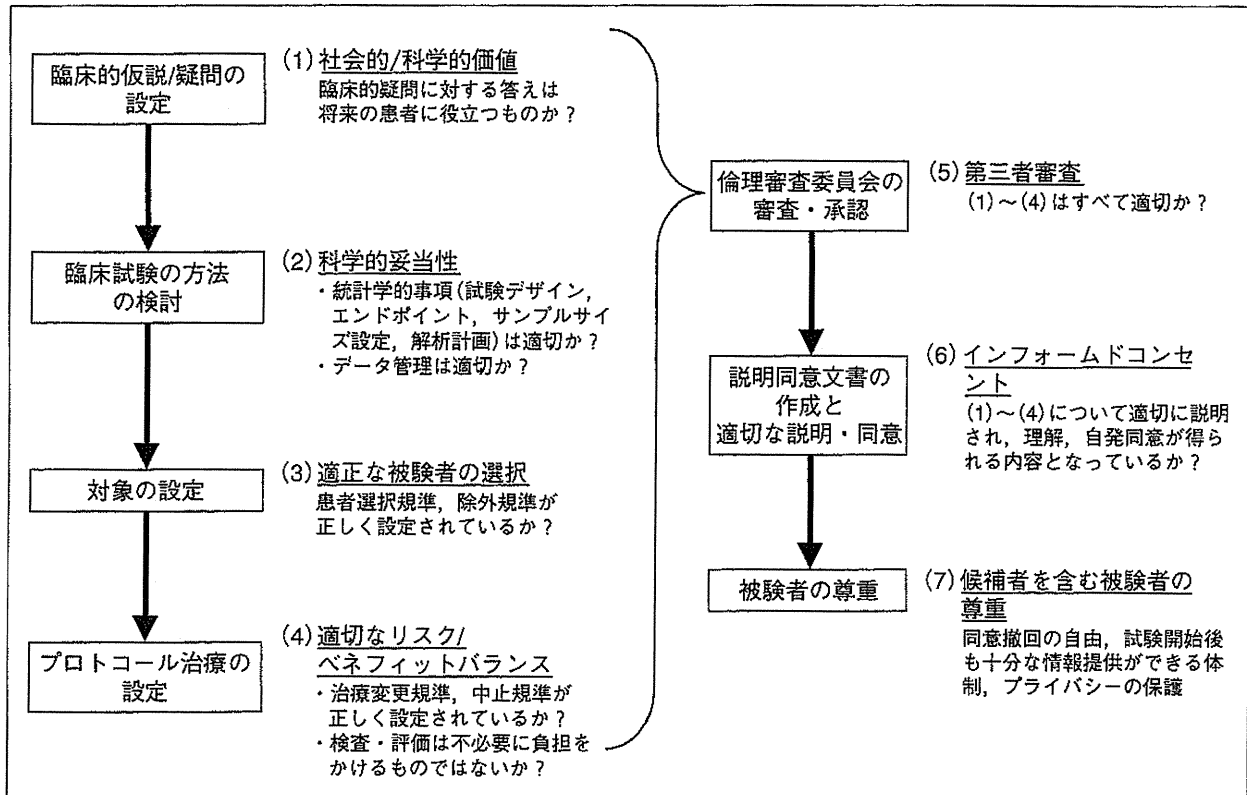 臨床的仮説/疑問の
設定
(1) 社会的/科学的価値
臨床的疑問に対する答えは
将来の患者に役立つものか？
臨床試験の方法
の検討
(2) 科学的妥当性
・統計学的事項(試験デザイン,
エンドポイント, サンプルサイ
ズ設定, 解析計画)は適切か？
・データ管理は適切か？
対象の設定
(3) 適正な被験者の選択
患者選択規準, 除外規準が
正しく設定されているか？
プロトコール治療の
設定
(4) 適切なリスク/
ベネフィットバランス
・治療変更規準, 中止規準が
正しく設定されているか？
・検査・評価は不必要に負担を
かけるものではないか？
倫理審査委員会の
審査・承認
(5) 第三者審査
(1)～(4)はすべて適切か？
説明同意文書の
作成と
適切な説明・同意
(6) インフォームドコンセ
ント
(1)～(4)について適切に説明
され, 理解, 自発同意が得ら
れる内容となっているか？
被験者の尊重
(7) 候補者を含む被験者の
尊重
同意撤回の自由, 試験開始後
も十分な情報提供ができる体
制, プライバシーの保護